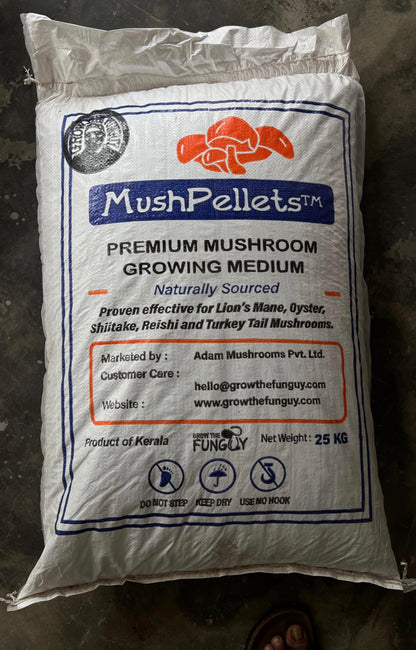 MushPellets™
PREMIUM MUSHROOM
GROWING MEDIUM
Naturally Sourced
Proven effective for Lion's Mane, Oyster,
Shiitake, Reishi and Turkey Tail Mushrooms.
Marketed by : Adam Mushrooms Pvt. Ltd.
Customer Care :
hello@growthefunguy.com
Website : www.growthefunguy.com
Product of Kerala
GROW THE
FUNGUY
Net Weight : 25 KG
DO NOT STEP KEEP DRY USE NO HOOK